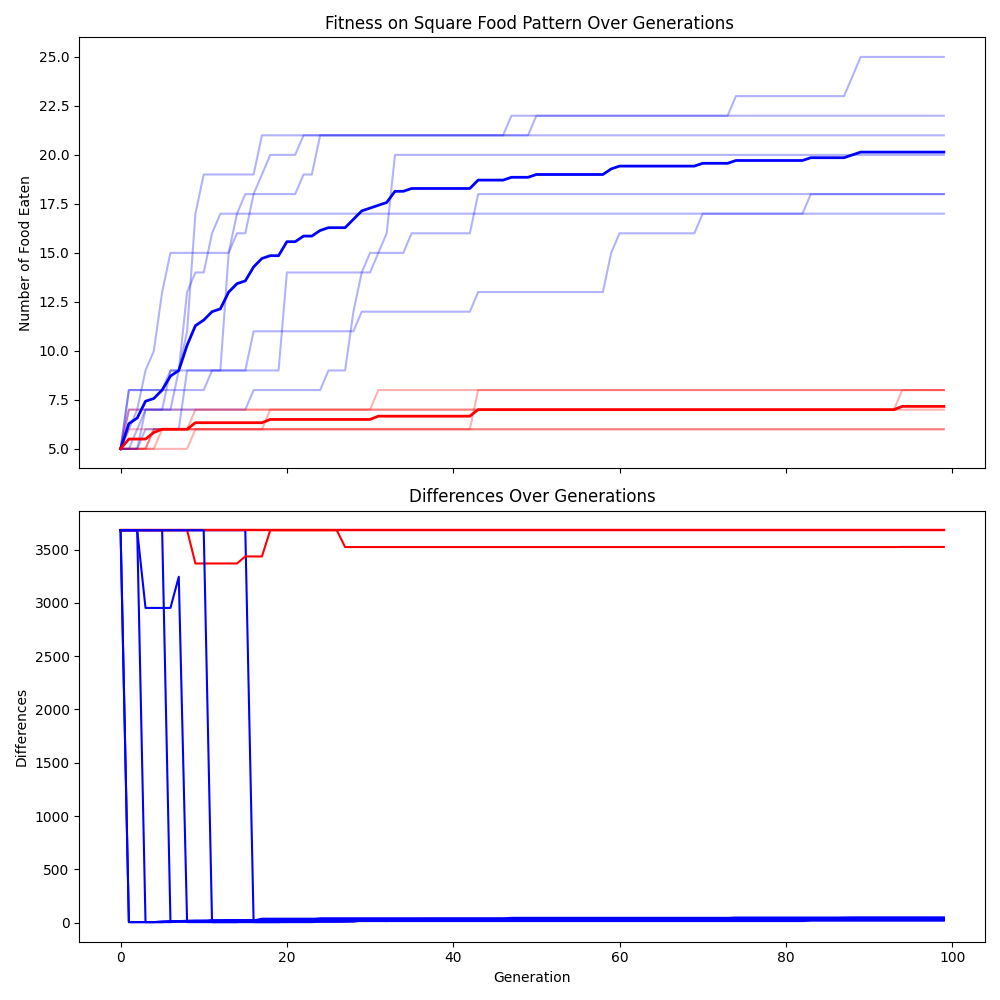 Fitness on Square Food Pattern Over Generations
25.0
22.5
20.0
17.5
15.0
12.5
10.0
7.5
5.0
Number of Food Eaten
Differences Over Generations
3500
3000
2500
2000
1500
1000
500
0
Differences
0 20 40 60 80 100
Generation